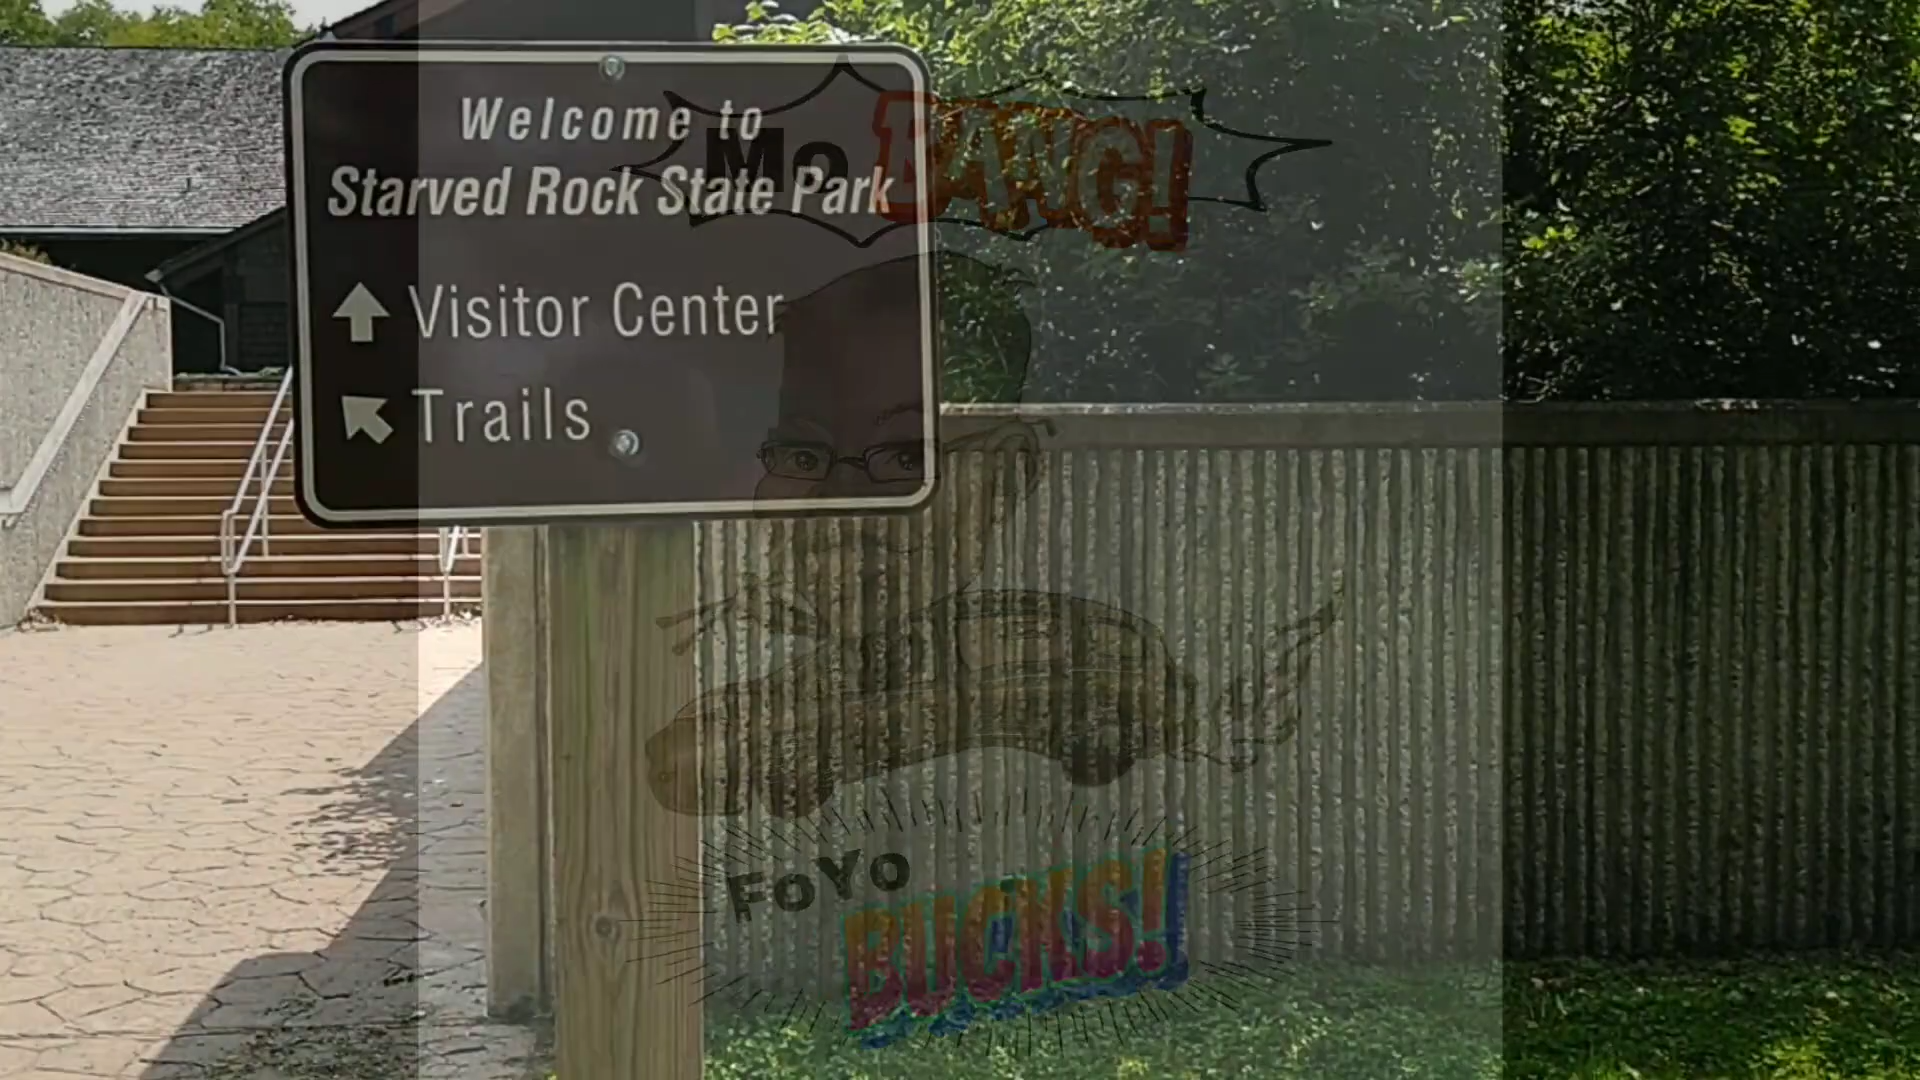 Welcome to
Starved Rock State Park
Visitor Center
Trails
Mo BANG!
FoYo
BUCKS!